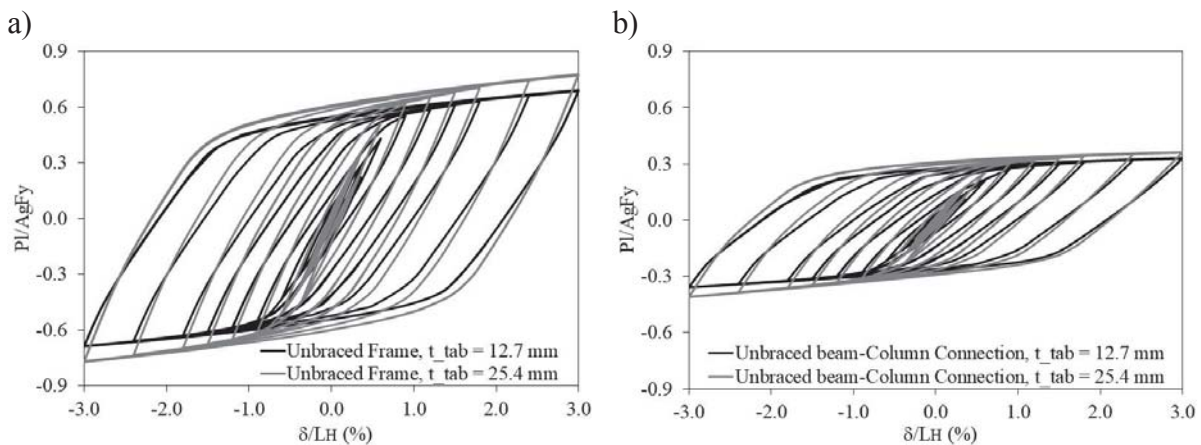 a)
0.9
0.6
0.3
0.0
-0.3
-0.6
-0.9
Pl/AgFy
Unbraced Frame, t_tab = 12.7 mm
Unbraced Frame, t_tab = 25.4 mm
-3.0 -2.0 -1.0 0.0 1.0 2.0 3.0
δ/LH (%)
b)
0.9
0.6
0.3
0.0
-0.3
-0.6
-0.9
Pl/AgFy
Unbraced beam-Column Connection, t_tab = 12.7 mm
Unbraced beam-Column Connection, t_tab = 25.4 mm
-3.0 -2.0 -1.0 0.0 1.0 2.0 3.0
δ/LH (%)